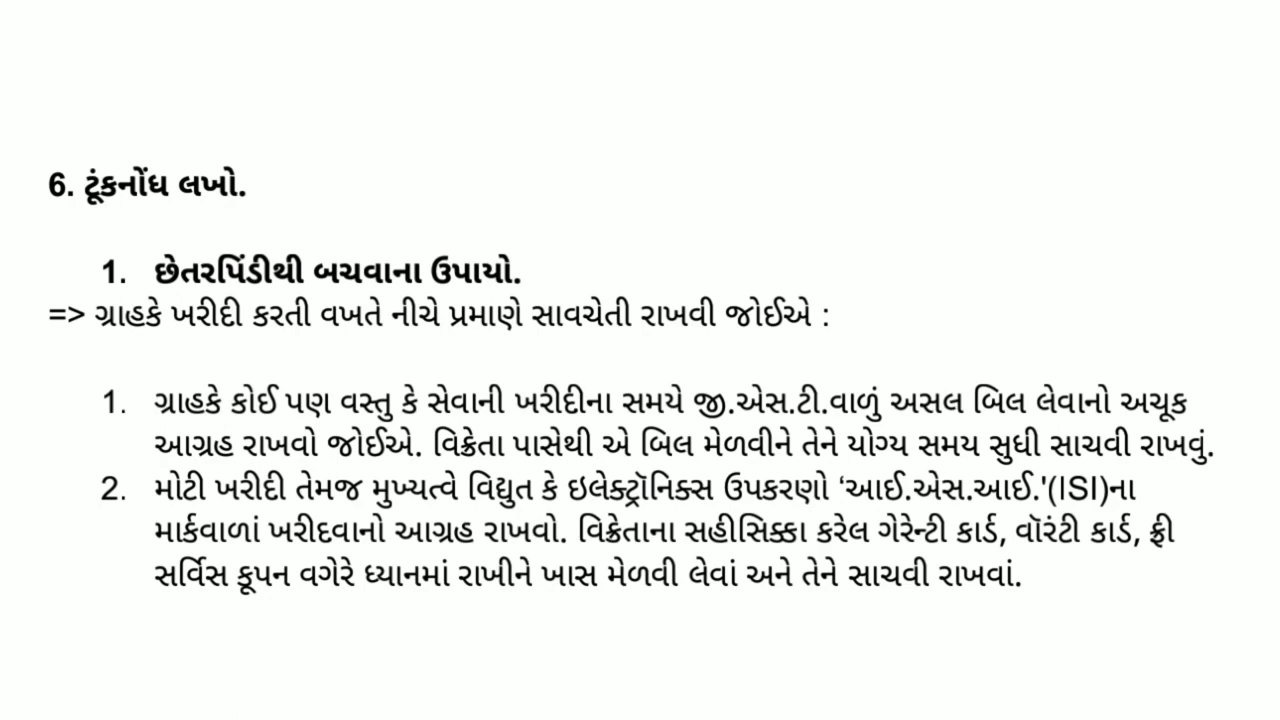 6. ટૂંકનોંધ લખો.
1. છેતરપિંડીથી બચવાના ઉપાયો.
=> ગ્રાહકે ખરીદી કરતી વખતે નીચે પ્રમાણે સાવચેતી રાખવી જોઈએ :
1. ગ્રાહકે કોઈ પણ વસ્તુ કે સેવાની ખરીદીના સમયે જી.એસ.ટી.વાળું અસલ બિલ લેવાનો અચૂક
આગ્રહ રાખવો જોઈએ. વિક્રેતા પાસેથી એ બિલ મેળવીને તેને યોગ્ય સમય સુધી સાચવી રાખવું.
2. મોટી ખરીદી તેમજ મુખ્યત્વે વિદ્યુત કે ઇલેક્ટ્રૉનિક્સ ઉપકરણો ‘આઈ.એસ.આઈ.'(ISI)ના
માર્કવાળાં ખરીદવાનો આગ્રહ રાખવો. વિક્રેતાના સહીસિક્કા કરેલ ગેરેન્ટી કાર્ડ, વૉરંટી કાર્ડ, ફ્રી
સર્વિસ કૂપન વગેરે ધ્યાનમાં રાખીને ખાસ મેળવી લેવાં અને તેને સાચવી રાખવાં.